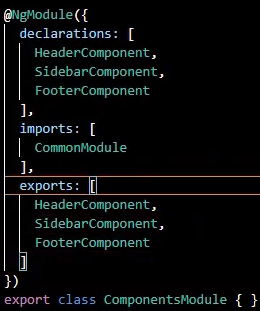 @NgModule({
  declarations: [
    HeaderComponent,
    SidebarComponent,
    FooterComponent
  ],
  imports: [
    CommonModule
  ],
  exports: [
    HeaderComponent,
    SidebarComponent,
    FooterComponent
  ]
})
export class ComponentsModule { }